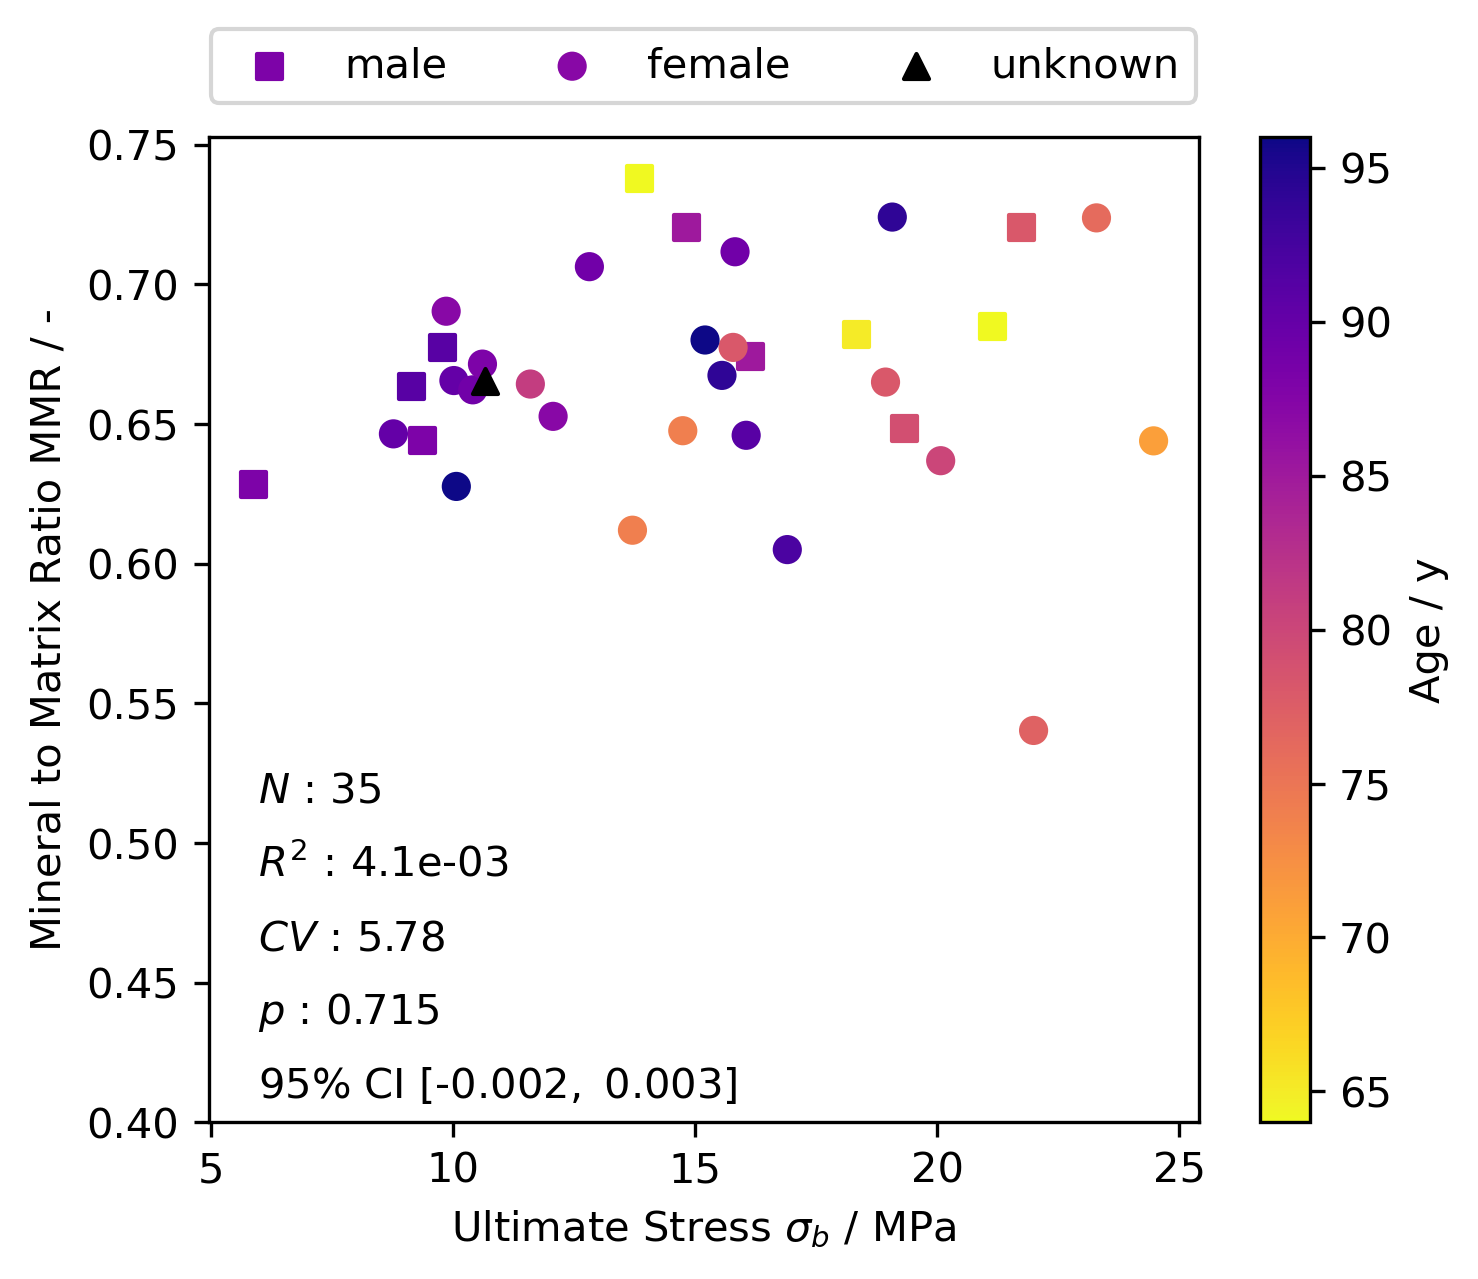 male female unknown
0.75
0.70
0.65
0.60
0.55
0.50
0.45
0.40
Mineral to Matrix Ratio MMR / -
N : 35
R² : 4.1e-03
CV : 5.78
p : 0.715
95% CI [-0.002, 0.003]
5 10 15 20 25
Ultimate Stress σ_b / MPa
95
90
85
80
75
70
65
Age / y